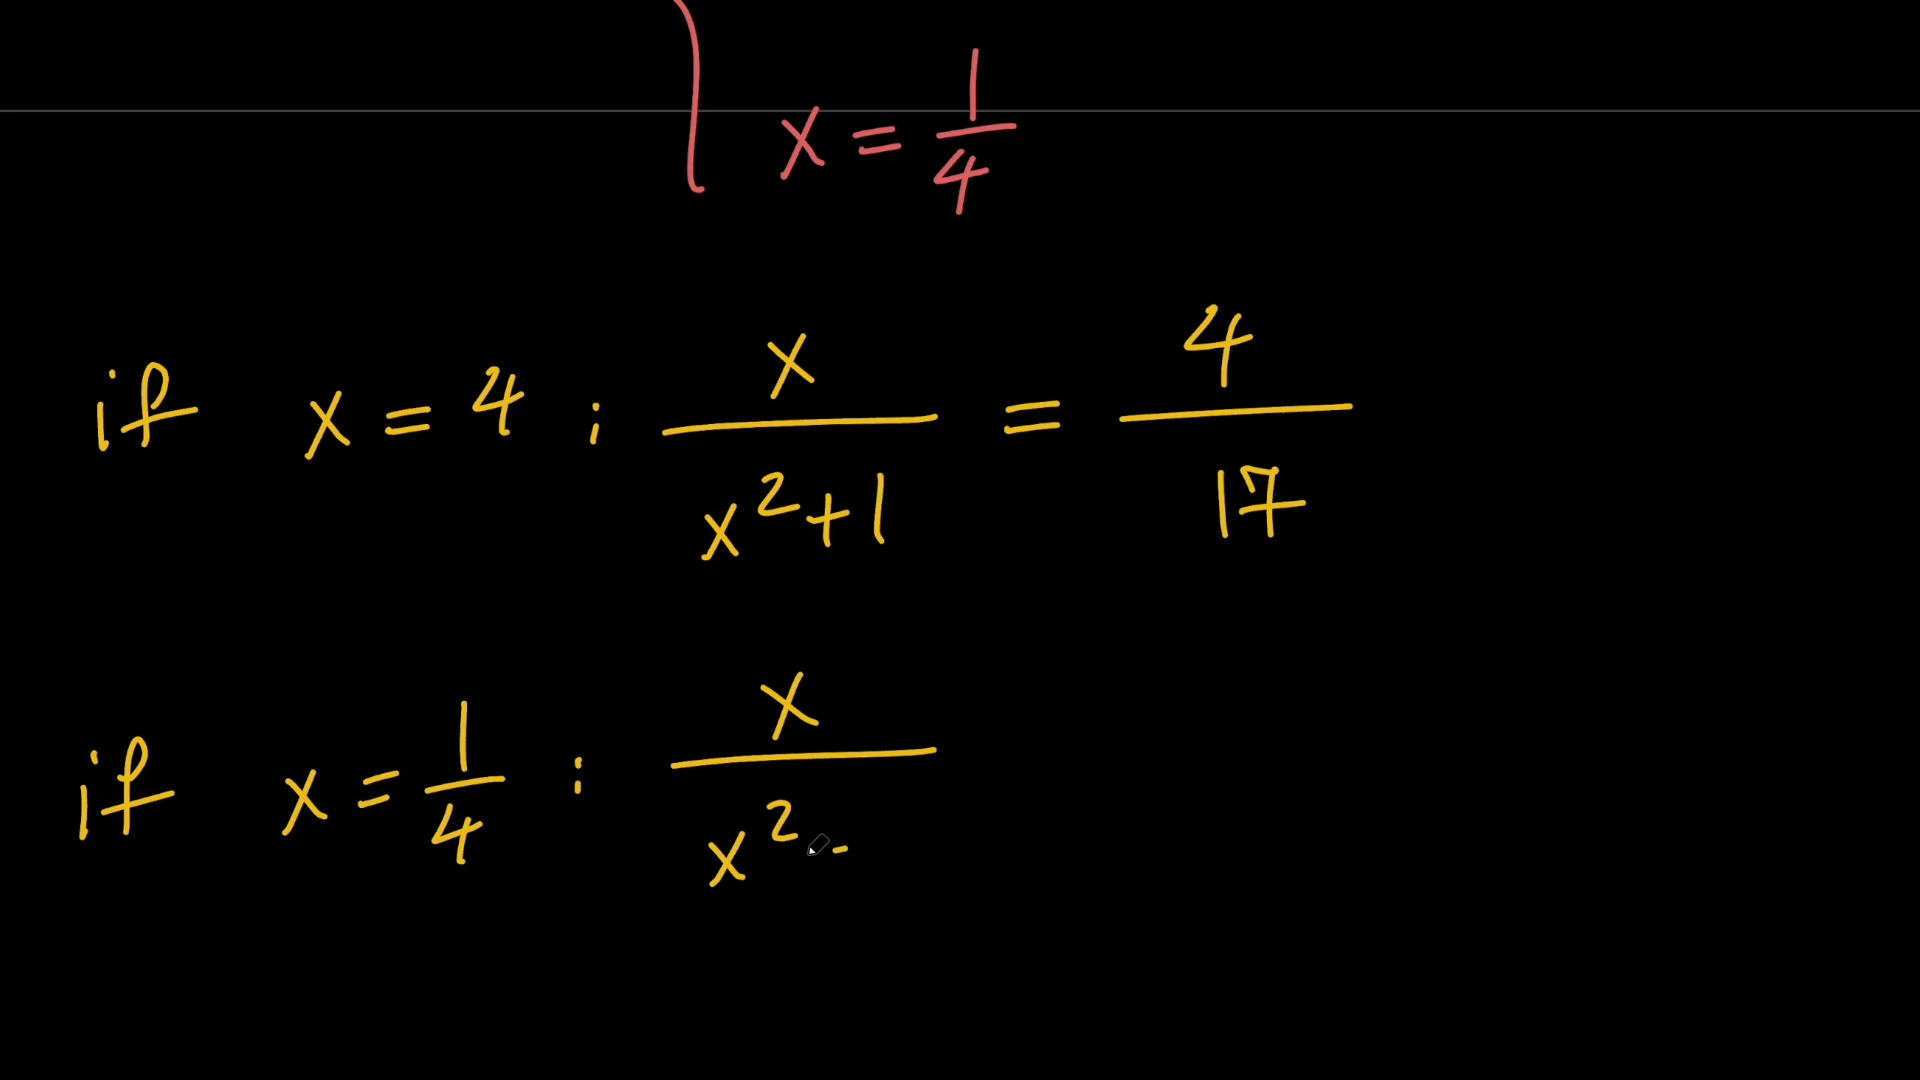 x = 1/4
if x = 4 : x/(x²+1) = 4/17
if x = 1/4 : x/(x² -